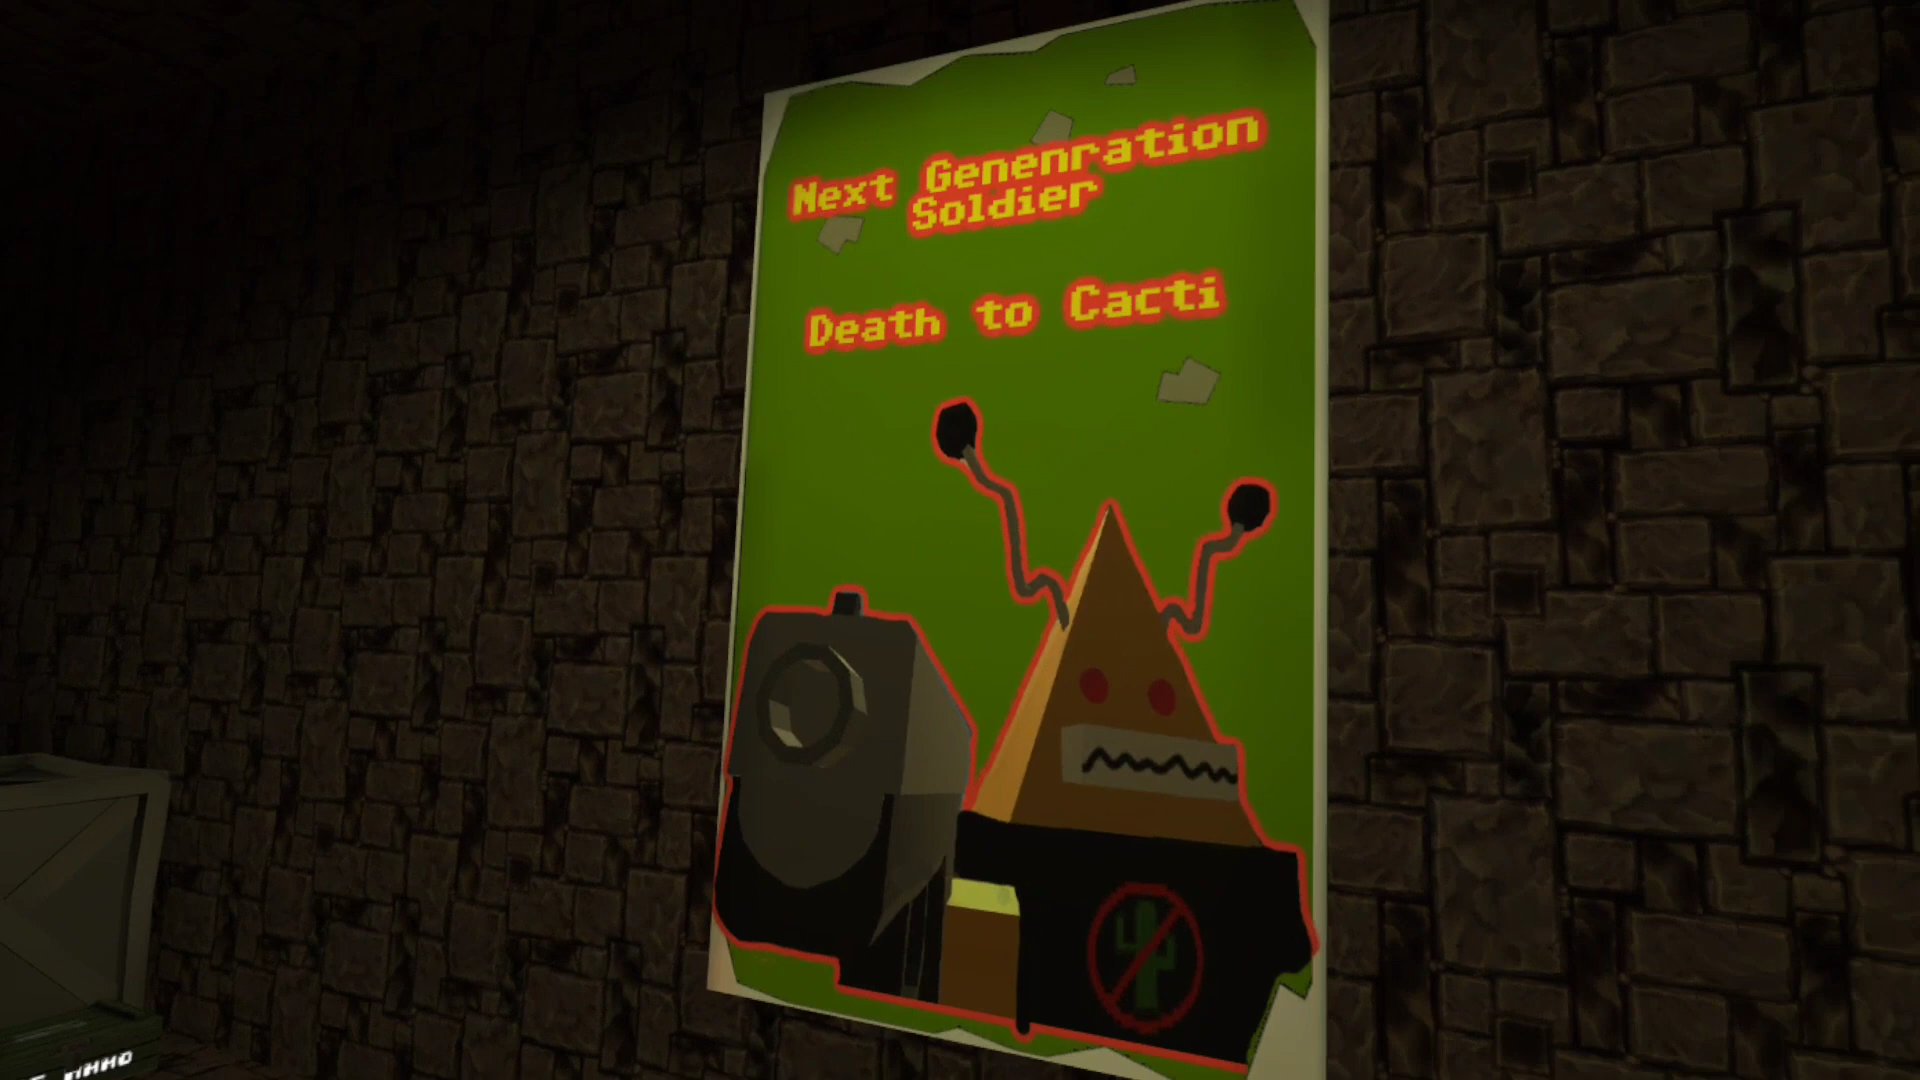 Next Genenration
Soldier
Death to Cacti